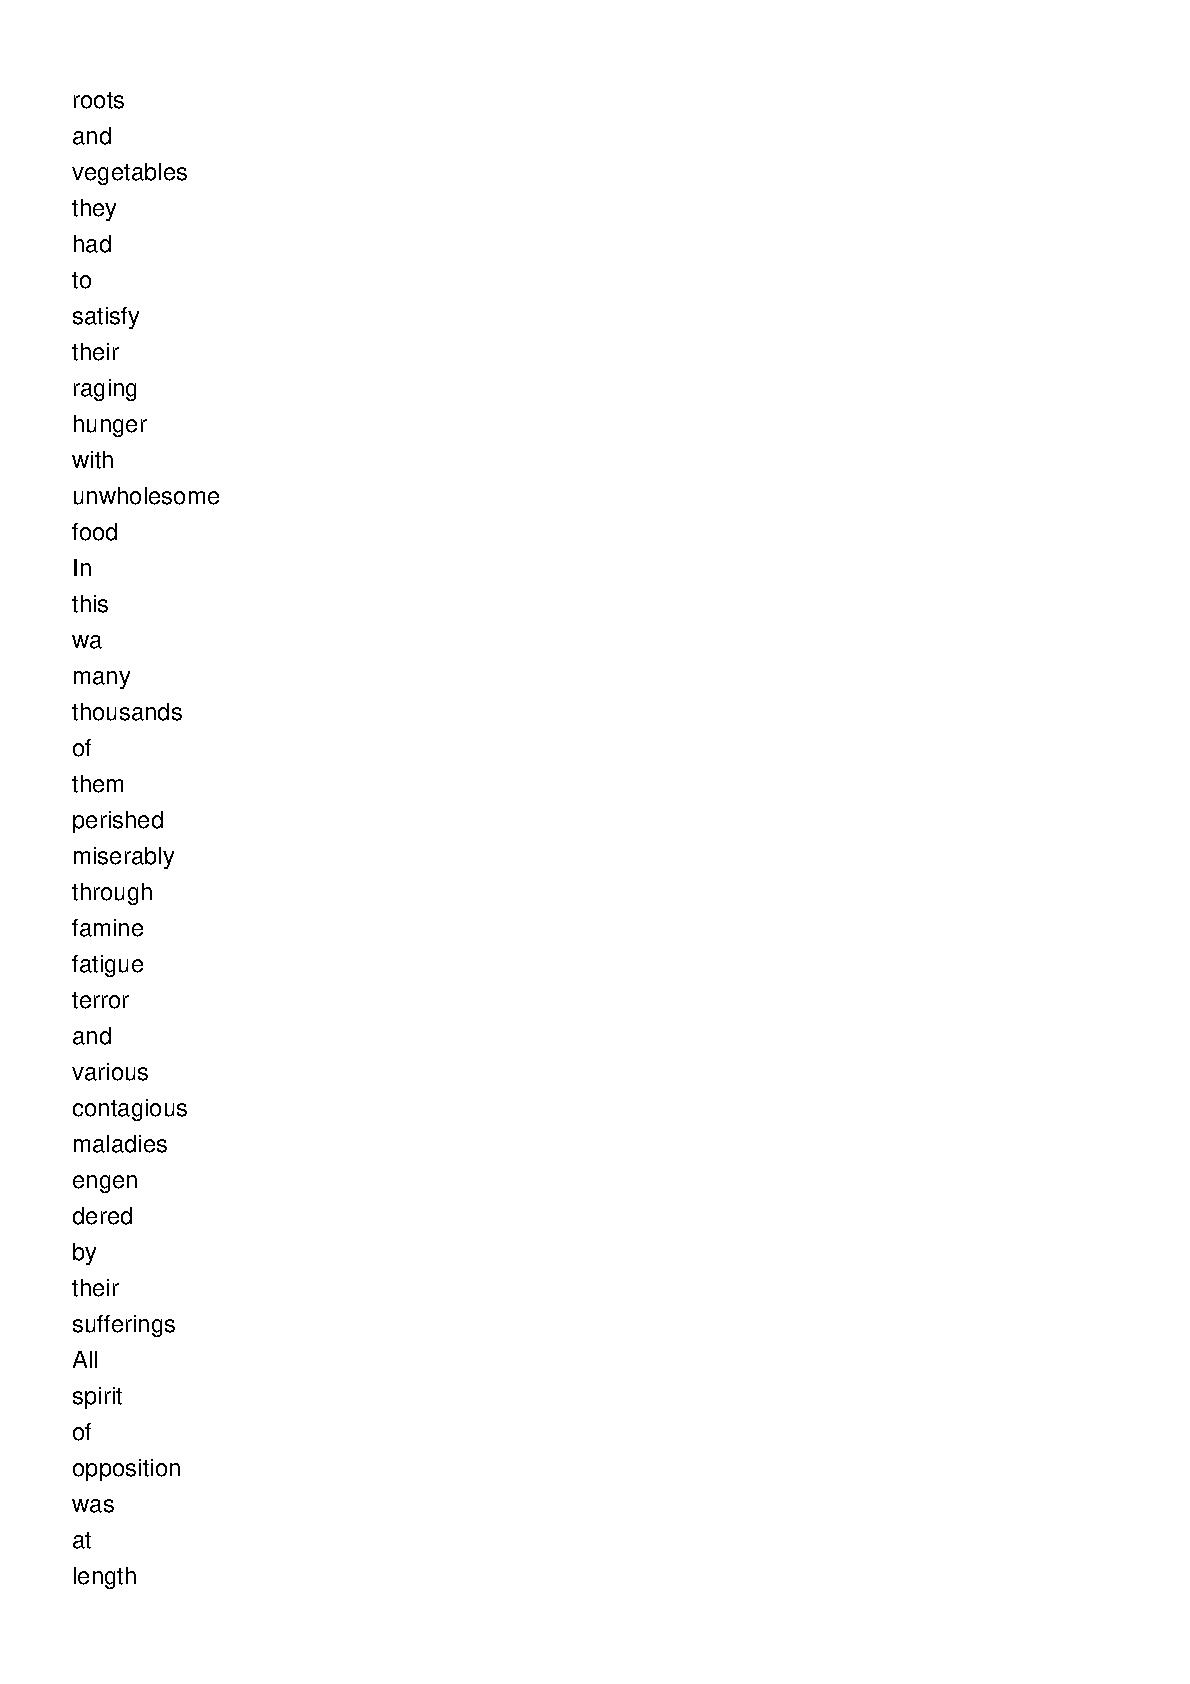 roots
and
vegetables
they
had
to
satisfy
their
raging
hunger
with
unwholesome
food
In
this
wa
many
thousands
of
them
perished
miserably
through
famine
fatigue
terror
and
various
contagious
maladies
engen
dered
by
their
sufferings
All
spirit
of
opposition
was
at
length